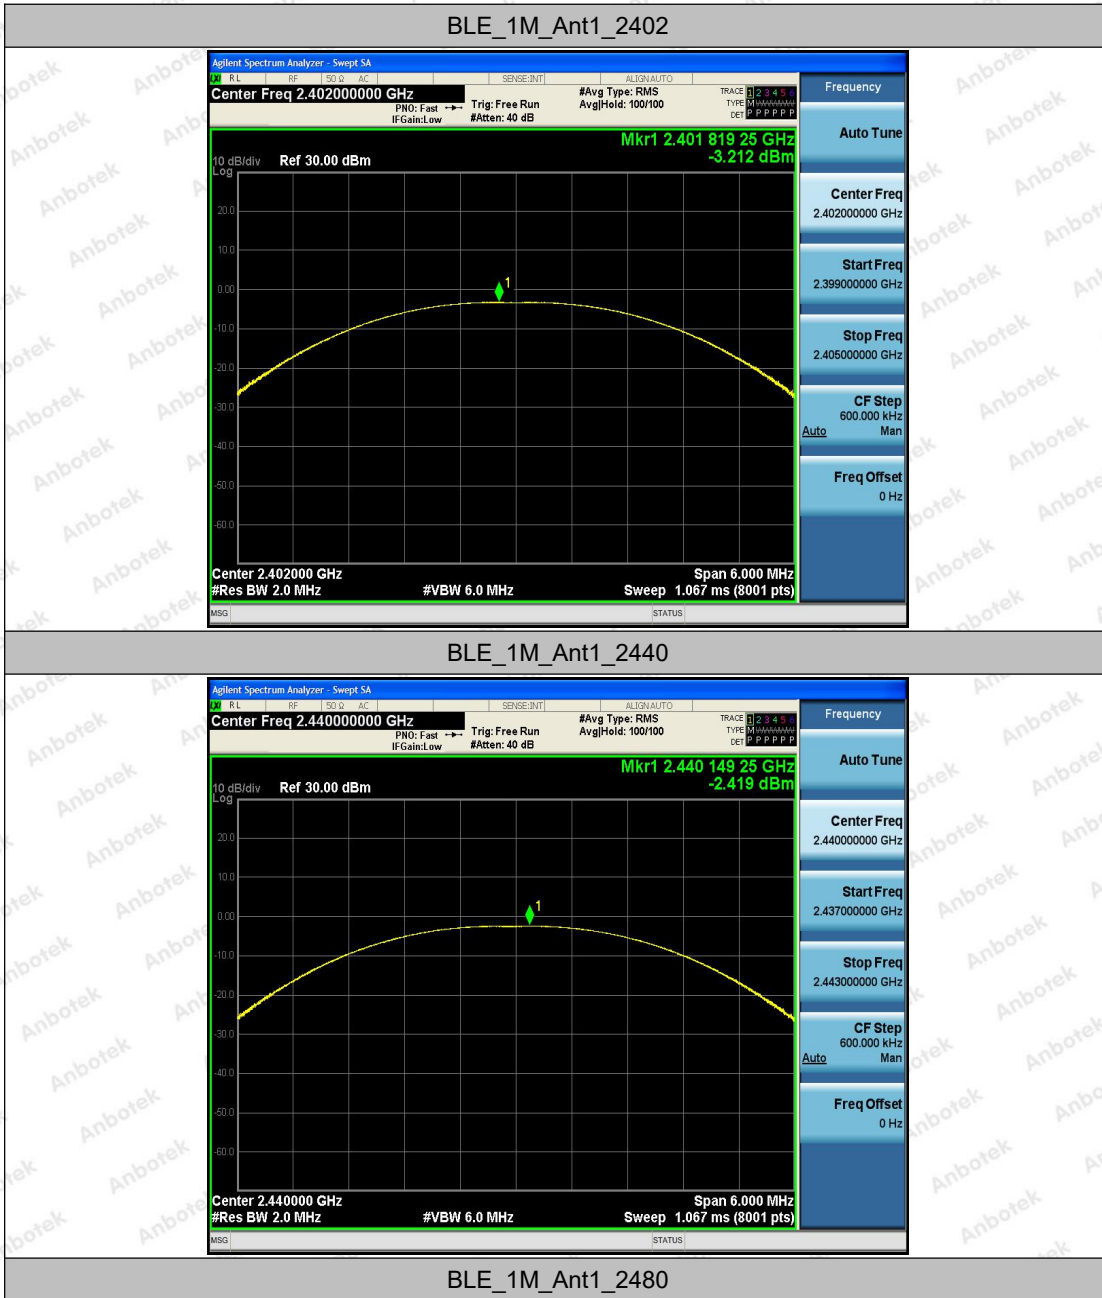 BLE_1M_Ant1_2402
Agilent Spectrum Analyzer - Swept SA
LXI RL RF 50 Ω AC SENSE:INT ALIGNAUTO
Center Freq 2.402000000 GHz
PNO: Fast
IFGain:Low
Trig: Free Run
#Atten: 40 dB
#Avg Type: RMS
Avg|Hold: 100/100
TRACE 1 2 3 4 5 6
TYPE M
DET P P P P P P
Mkr1 2.401 819 25 GHz
-3.212 dBm
10 dB/div Ref 30.00 dBm
Log
20.0
10.0
0.00
-10.0
-20.0
-30.0
-40.0
-50.0
-60.0
1
Center 2.402000 GHz Span 6.000 MHz
#Res BW 2.0 MHz #VBW 6.0 MHz Sweep 1.067 ms (8001 pts)
MSG STATUS
Frequency
Auto Tune
Center Freq
2.402000000 GHz
Start Freq
2.399000000 GHz
Stop Freq
2.405000000 GHz
CF Step
600.000 kHz
Auto Man
Freq Offset
0 Hz
BLE_1M_Ant1_2440
Agilent Spectrum Analyzer - Swept SA
LXI RL RF 50 Ω AC SENSE:INT ALIGNAUTO
Center Freq 2.440000000 GHz
PNO: Fast
IFGain:Low
Trig: Free Run
#Atten: 40 dB
#Avg Type: RMS
Avg|Hold: 100/100
TRACE 1 2 3 4 5 6
TYPE M
DET P P P P P P
Mkr1 2.440 149 25 GHz
-2.419 dBm
10 dB/div Ref 30.00 dBm
Log
20.0
10.0
0.00
-10.0
-20.0
-30.0
-40.0
-50.0
-60.0
1
Center 2.440000 GHz Span 6.000 MHz
#Res BW 2.0 MHz #VBW 6.0 MHz Sweep 1.067 ms (8001 pts)
MSG STATUS
Frequency
Auto Tune
Center Freq
2.440000000 GHz
Start Freq
2.437000000 GHz
Stop Freq
2.443000000 GHz
CF Step
600.000 kHz
Auto Man
Freq Offset
0 Hz
BLE_1M_Ant1_2480
Anbotek